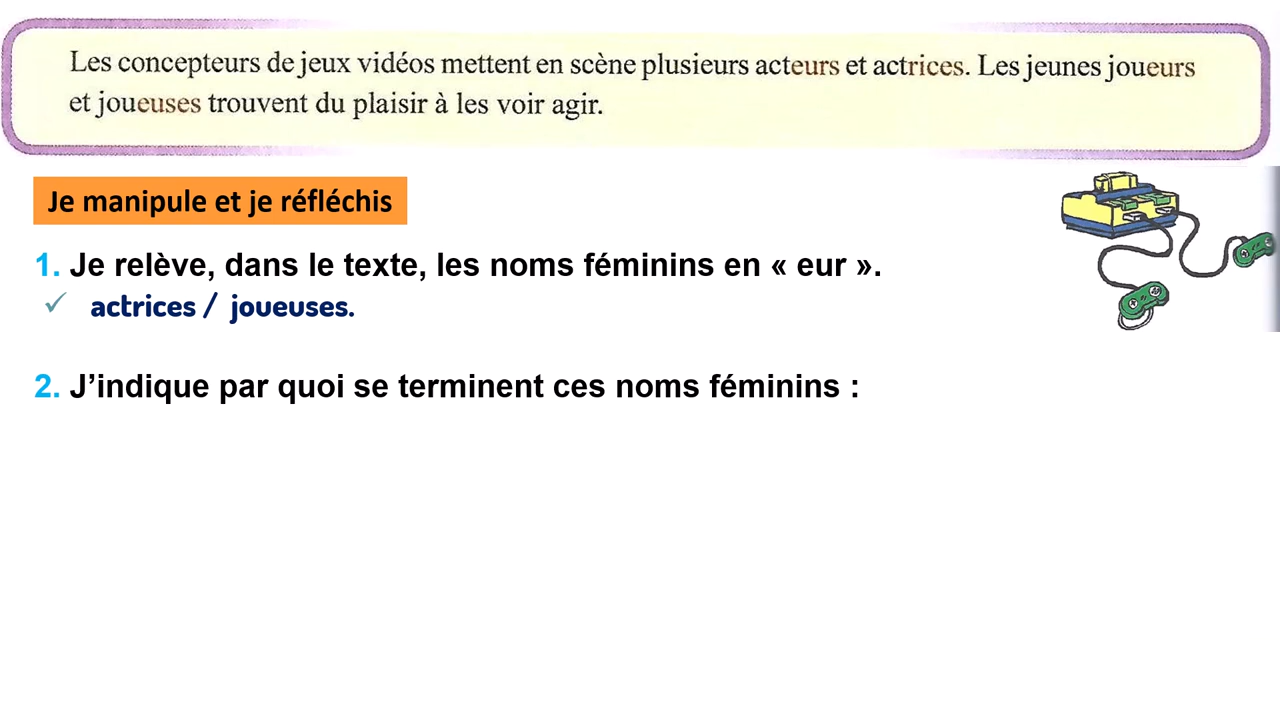 Les concepteurs de jeux vidéos mettent en scène plusieurs acteurs et actrices. Les jeunes joueurs
et joueuses trouvent du plaisir à les voir agir.
Je manipule et je réfléchis
1. Je relève, dans le texte, les noms féminins en « eur ».
✓ actrices / joueuses.
2. J’indique par quoi se terminent ces noms féminins :